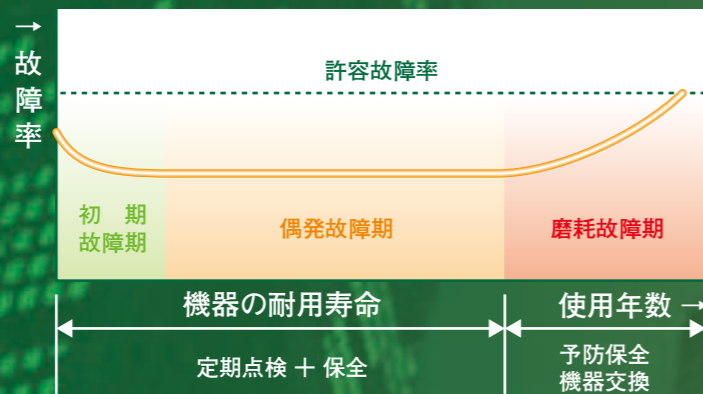 →
故障率
許容故障率
初　期
故障期
偶発故障期
磨耗故障期
機器の耐用寿命
使用年数 →
定期点検 ＋ 保全
予防保全
機器交換